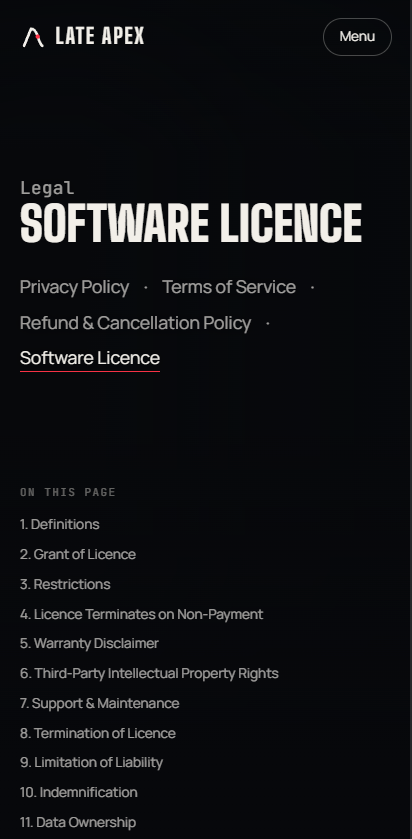 LATE APEX
Menu
Legal
SOFTWARE LICENCE
Privacy Policy · Terms of Service ·
Refund & Cancellation Policy ·
Software Licence
ON THIS PAGE
1. Definitions
2. Grant of Licence
3. Restrictions
4. Licence Terminates on Non-Payment
5. Warranty Disclaimer
6. Third-Party Intellectual Property Rights
7. Support & Maintenance
8. Termination of Licence
9. Limitation of Liability
10. Indemnification
11. Data Ownership